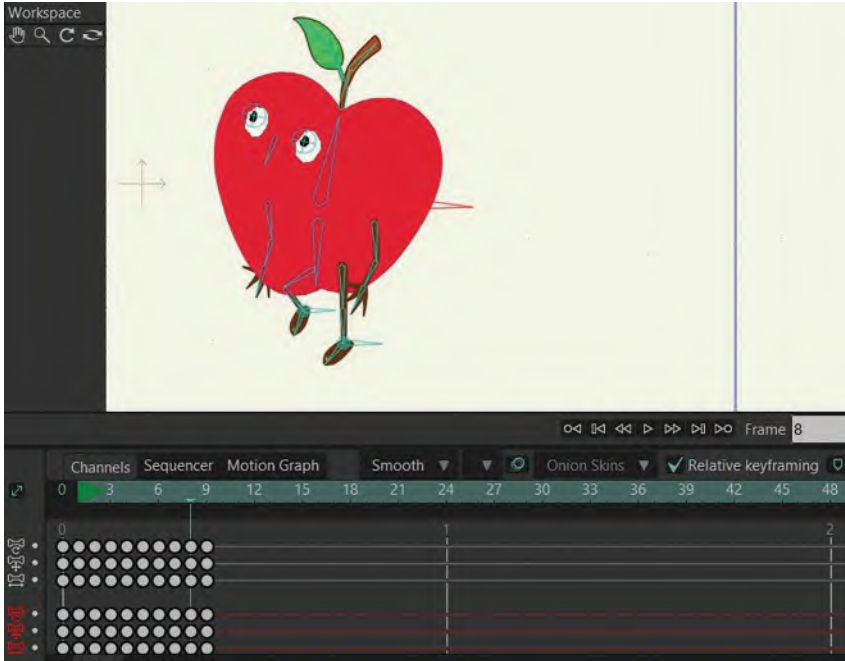 Workspace
Frame 8
Channels Sequencer Motion Graph Smooth Onion Skins Relative keyframing
0 3 6 9 12 15 18 21 24 27 30 33 36 39 42 45 48
0 1 2